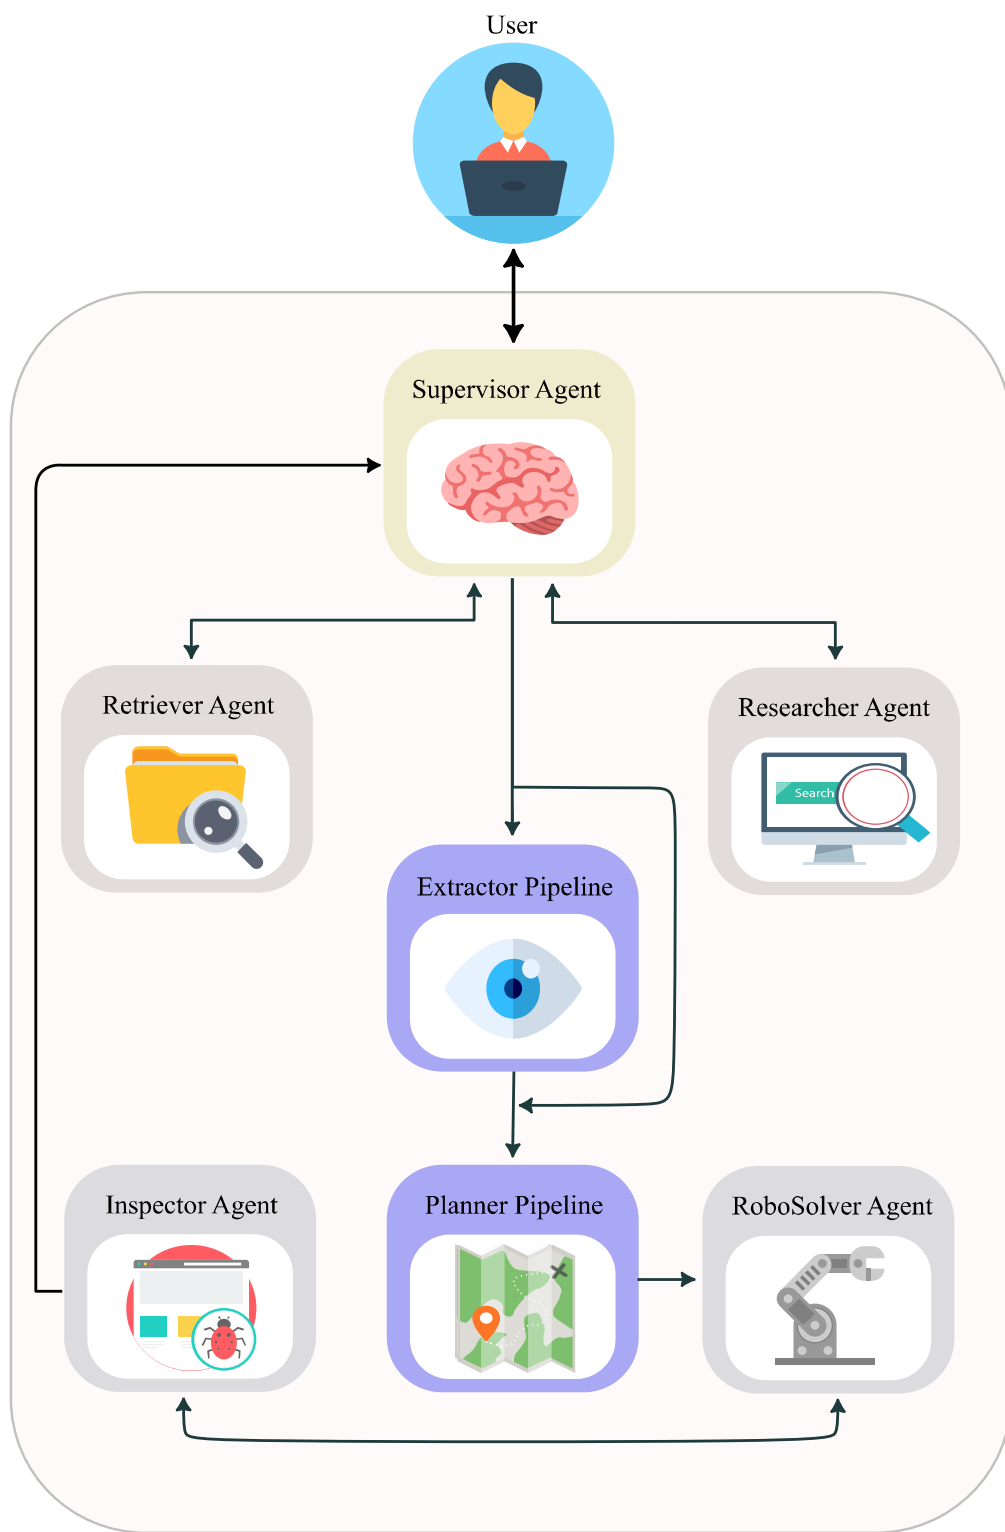 User
Supervisor Agent
Retriever Agent
Researcher Agent
Search
Extractor Pipeline
Inspector Agent
Planner Pipeline
RoboSolver Agent